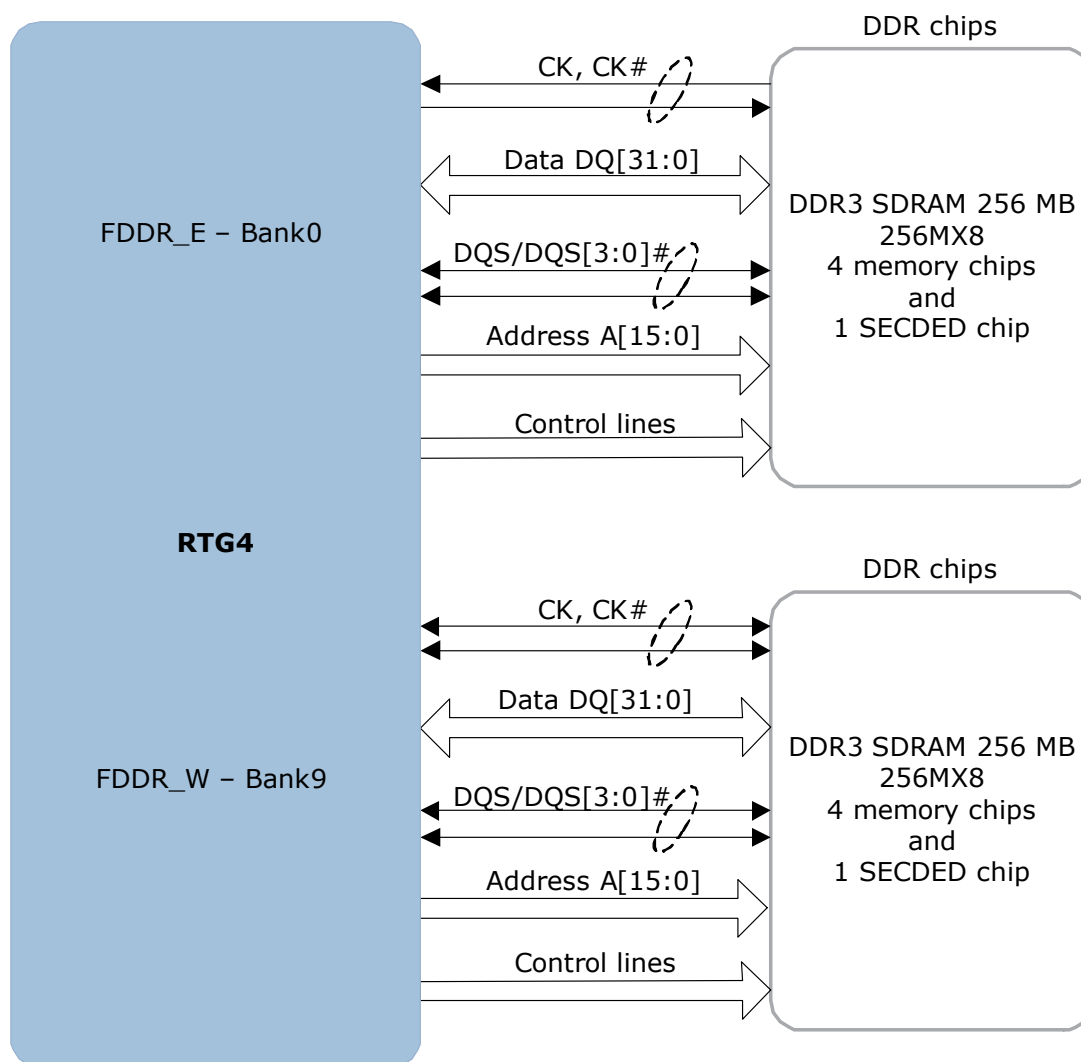 DDR chips
CK, CK#
Data DQ[31:0]
FDDR_E – Bank0
DQS/DQS[3:0]#
Address A[15:0]
Control lines
DDR3 SDRAM 256 MB
256MX8
4 memory chips
and
1 SECDED chip
RTG4
DDR chips
CK, CK#
Data DQ[31:0]
FDDR_W – Bank9
DQS/DQS[3:0]#
Address A[15:0]
Control lines
DDR3 SDRAM 256 MB
256MX8
4 memory chips
and
1 SECDED chip